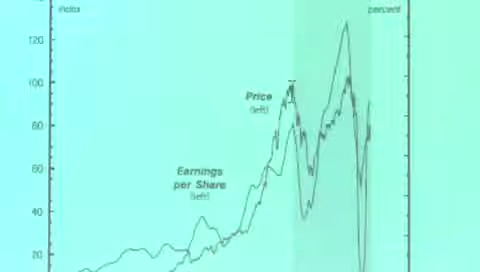 index
percent
120
100
80
60
40
20
Price
(left)
Earnings
per Share
(left)